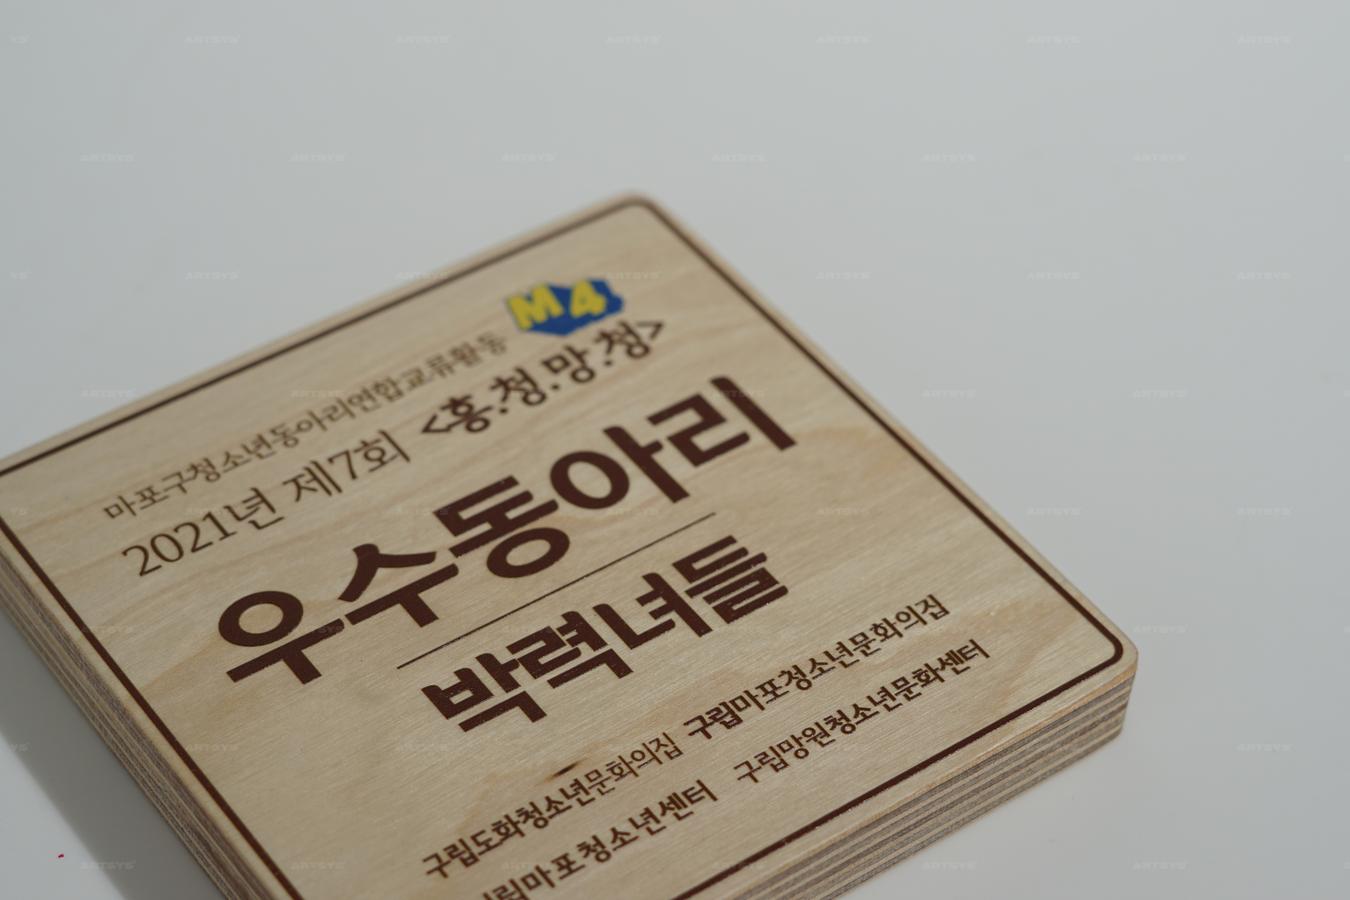 M4
마포구청소년동아리연합교류활동
2021년 제7회 <홍.청.망.청>
우수동아리
박력녀들
구립도화청소년문화의집 구립마포청소년문화의집
구립마포청소년센터 구립망원청소년문화센터
ARTSYS